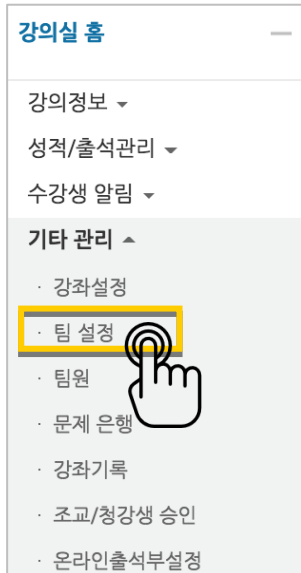 강의실 홈
강의정보
성적/출석관리
수강생 알림
기타 관리
· 강좌설정
· 팀 설정
· 팀원
· 문제 은행
· 강좌기록
· 조교/청강생 승인
· 온라인출석부설정